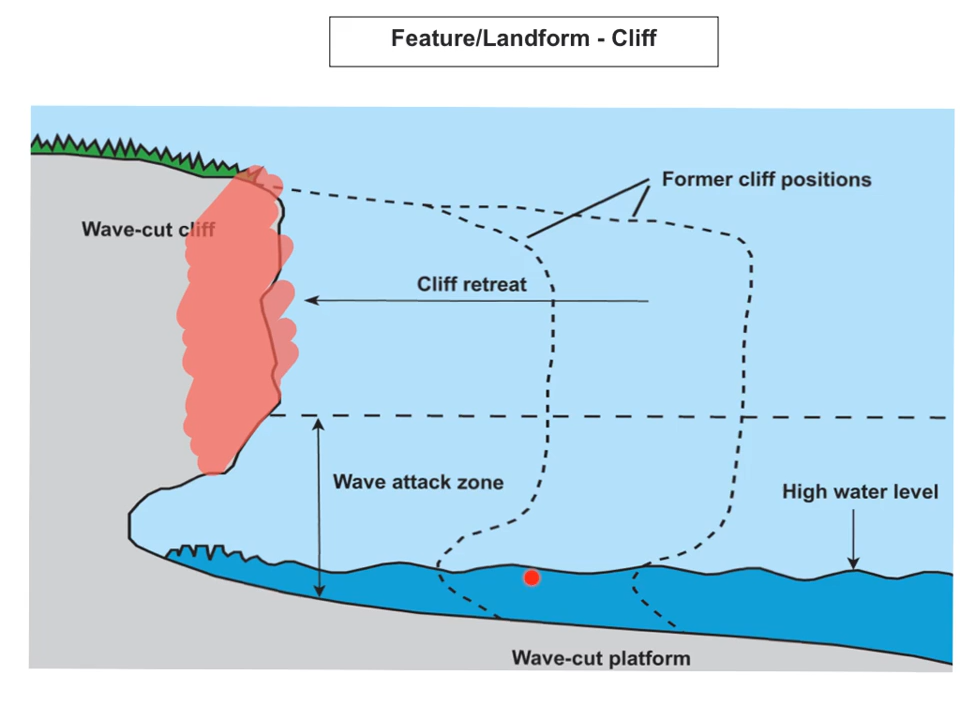 Feature/Landform - Cliff
Former cliff positions
Wave-cut cliff
Cliff retreat
Wave attack zone
High water level
Wave-cut platform